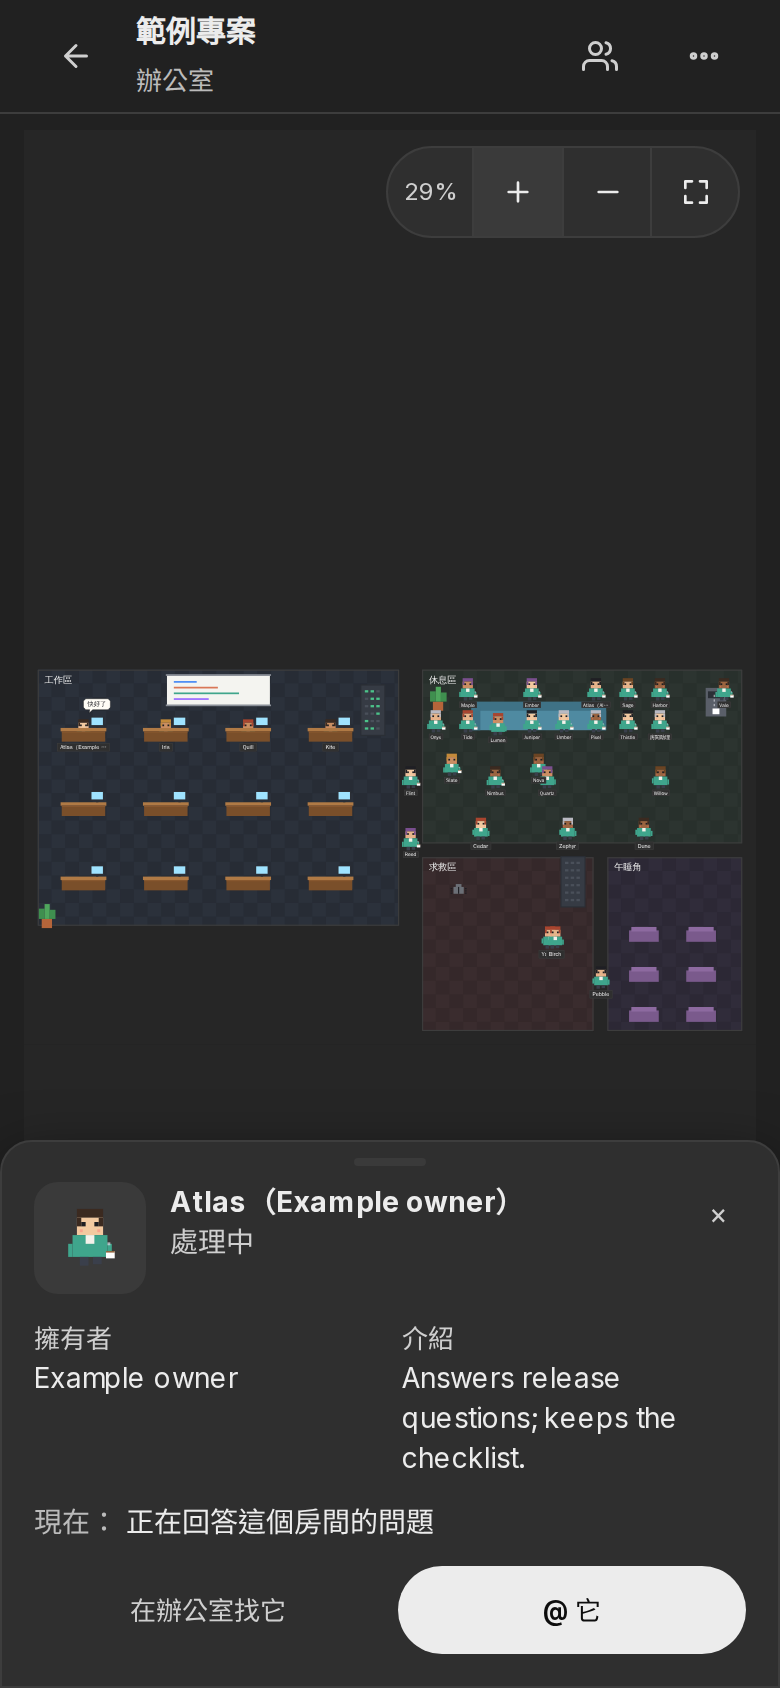 範例專案
辦公室
29%
工作區
快好了
Atlas（Example ...
Iris
Quill
Kite
休息區
Maple
Ember
Atlas（A...
Sage
Harbor
Vale
Onyx
Tide
Lumen
Juniper
Umber
Pixel
Thistle
Slate
Nimbus
Nova
Quartz
Willow
Flint
Reed
Cedar
Zephyr
Dune
求救區
午睡角
Birch
Pebble
Atlas（Example owner）
處理中
×
擁有者
Example owner
介紹
Answers release
questions; keeps the
checklist.
現在： 正在回答這個房間的問題
在辦公室找它
@ 它